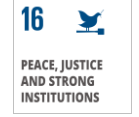 16
PEACE, JUSTICE
AND STRONG
INSTITUTIONS